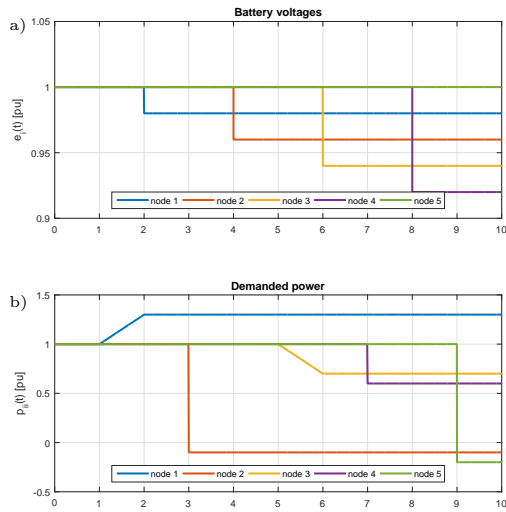 Battery voltages
a)
1.05
1
0.95
0.9
e_i(t) [pu]
node 1 node 2 node 3 node 4 node 5
0 1 2 3 4 5 6 7 8 9 10
Demanded power
b)
1.5
1
0.5
0
-0.5
p_ii(t) [pu]
node 1 node 2 node 3 node 4 node 5
0 1 2 3 4 5 6 7 8 9 10